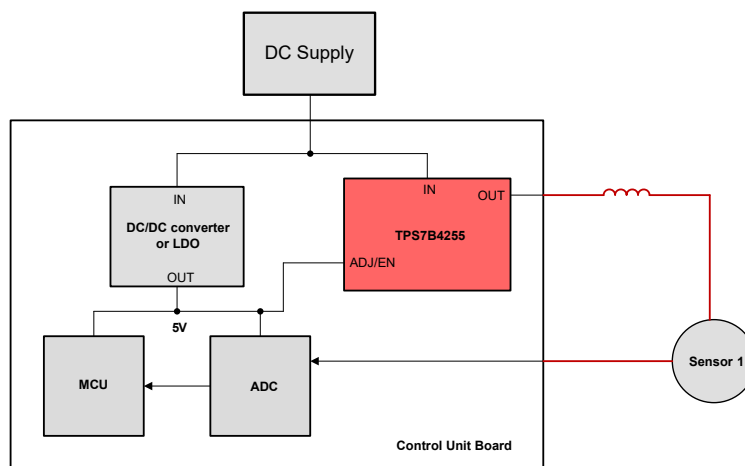 DC Supply
IN
IN
OUT
DC/DC converter
or LDO
TPS7B4255
ADJ/EN
OUT
5V
MCU
ADC
Sensor 1
Control Unit Board